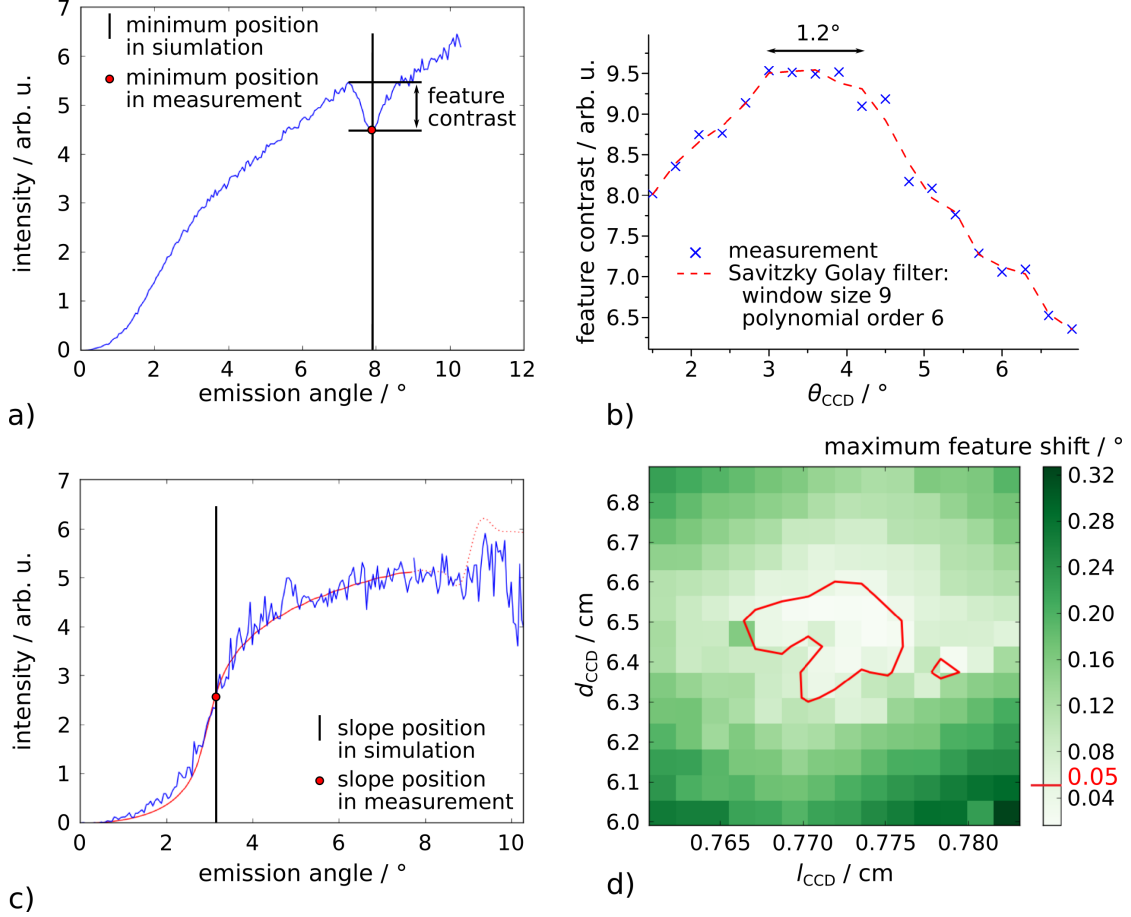 7
6
5
4
3
2
1
0
intensity / arb. u.
minimum position
in siumlation
minimum position
in measurement
feature
contrast
0 2 4 6 8 10 12
emission angle / °
a)
1.2°
9.5
9.0
8.5
8.0
7.5
7.0
6.5
feature contrast / arb. u.
measurement
Savitzky Golay filter:
window size 9
polynomial order 6
2 3 4 5 6
θCCD / °
b)
7
6
5
4
3
2
1
0
intensity / arb. u.
slope position
in simulation
slope position
in measurement
0 2 4 6 8 10
emission angle / °
c)
maximum feature shift / °
6.8
6.7
6.6
6.5
6.4
6.3
6.2
6.1
6.0
dCCD / cm
0.32
0.28
0.24
0.20
0.16
0.12
0.08
0.05
0.04
0.765 0.770 0.775 0.780
lCCD / cm
d)